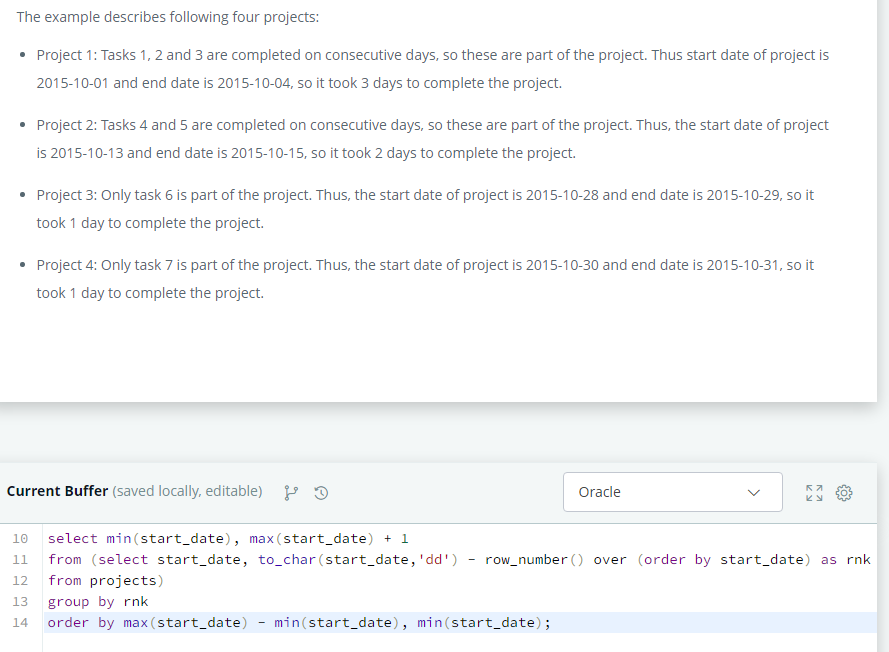 The example describes following four projects:
Project 1: Tasks 1, 2 and 3 are completed on consecutive days, so these are part of the project. Thus start date of project is
2015-10-01 and end date is 2015-10-04, so it took 3 days to complete the project.
Project 2: Tasks 4 and 5 are completed on consecutive days, so these are part of the project. Thus, the start date of project
is 2015-10-13 and end date is 2015-10-15, so it took 2 days to complete the project.
Project 3: Only task 6 is part of the project. Thus, the start date of project is 2015-10-28 and end date is 2015-10-29, so it
took 1 day to complete the project.
Project 4: Only task 7 is part of the project. Thus, the start date of project is 2015-10-30 and end date is 2015-10-31, so it
took 1 day to complete the project.
Current Buffer (saved locally, editable)
Oracle
10 select min(start_date), max(start_date) + 1
11 from (select start_date, to_char(start_date,'dd') - row_number() over (order by start_date) as rnk
12 from projects)
13 group by rnk
14 order by max(start_date) - min(start_date), min(start_date);